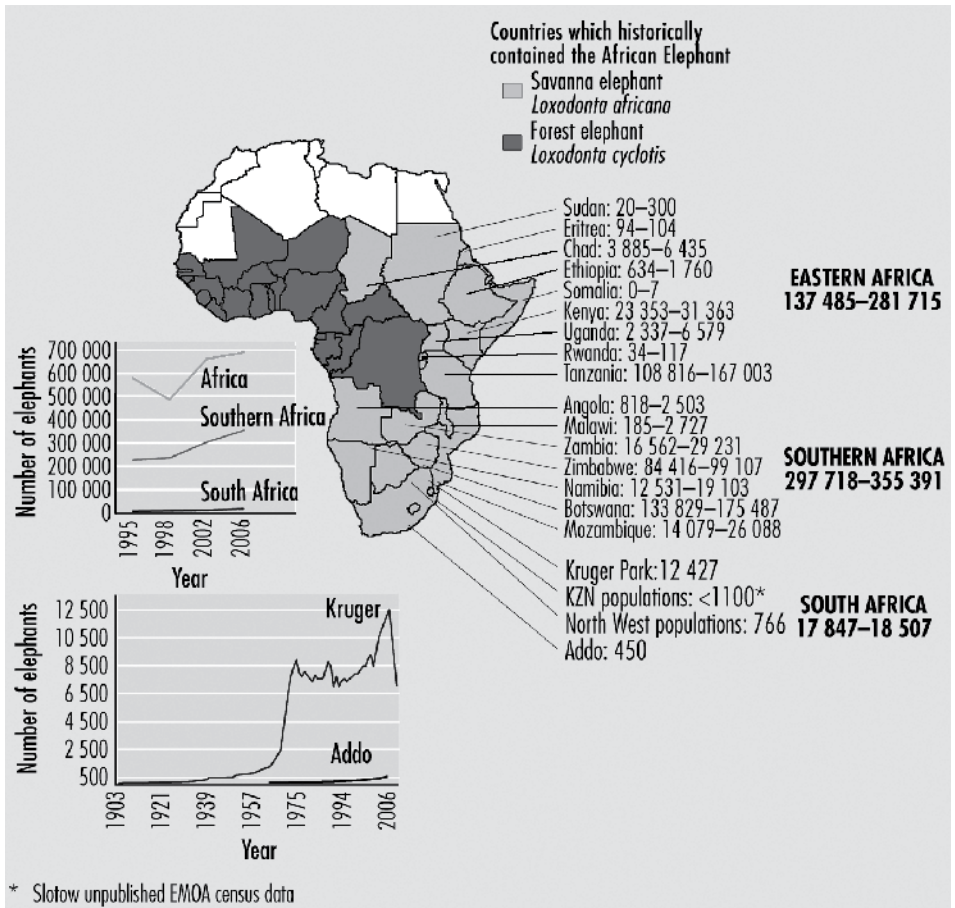 Countries which historically
contained the African Elephant
Savanna elephant
Loxodonta africana
Forest elephant
Loxodonta cyclotis
Sudan: 20–300
Eritrea: 94–104
Chad: 3 885–6 435
Ethiopia: 634–1 760
Somalia: 0–7
Kenya: 23 353–31 363
Uganda: 2 337–6 579
Rwanda: 34–117
Tanzania: 108 816–167 003
EASTERN AFRICA
137 485–281 715
Angola: 818–2 503
Malawi: 185–2 727
Zambia: 16 562–29 231
Zimbabwe: 84 416–99 107
Namibia: 12 531–19 103
Botswana: 133 829–175 487
Mozambique: 14 079–26 088
SOUTHERN AFRICA
297 718–355 391
Kruger Park:12 427
KZN populations: <1100*
North West populations: 766
Addo: 450
SOUTH AFRICA
17 847–18 507
Number of elephants
700 000
600 000
500 000
400 000
300 000
200 000
100 000
0
Africa
Southern Africa
South Africa
1995
1998
2002
2006
Year
Number of elephants
12 500
10 500
8 500
6 500
4 500
2 500
500
Kruger
Addo
1903
1921
1939
1957
1975
1994
2006
Year
* Slotow unpublished EMOA census data